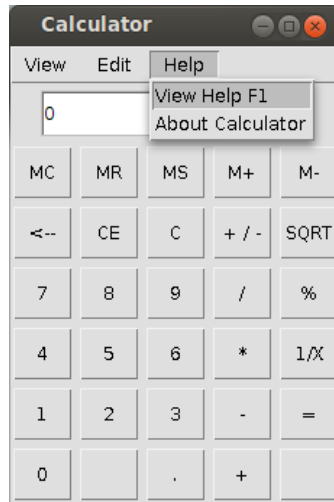 Calculator
View Edit Help
View Help F1
0
About Calculator
MC MR MS M+ M-
<-- CE C + / - SQRT
7 8 9 / %
4 5 6 * 1/X
1 2 3 - =
0 . +